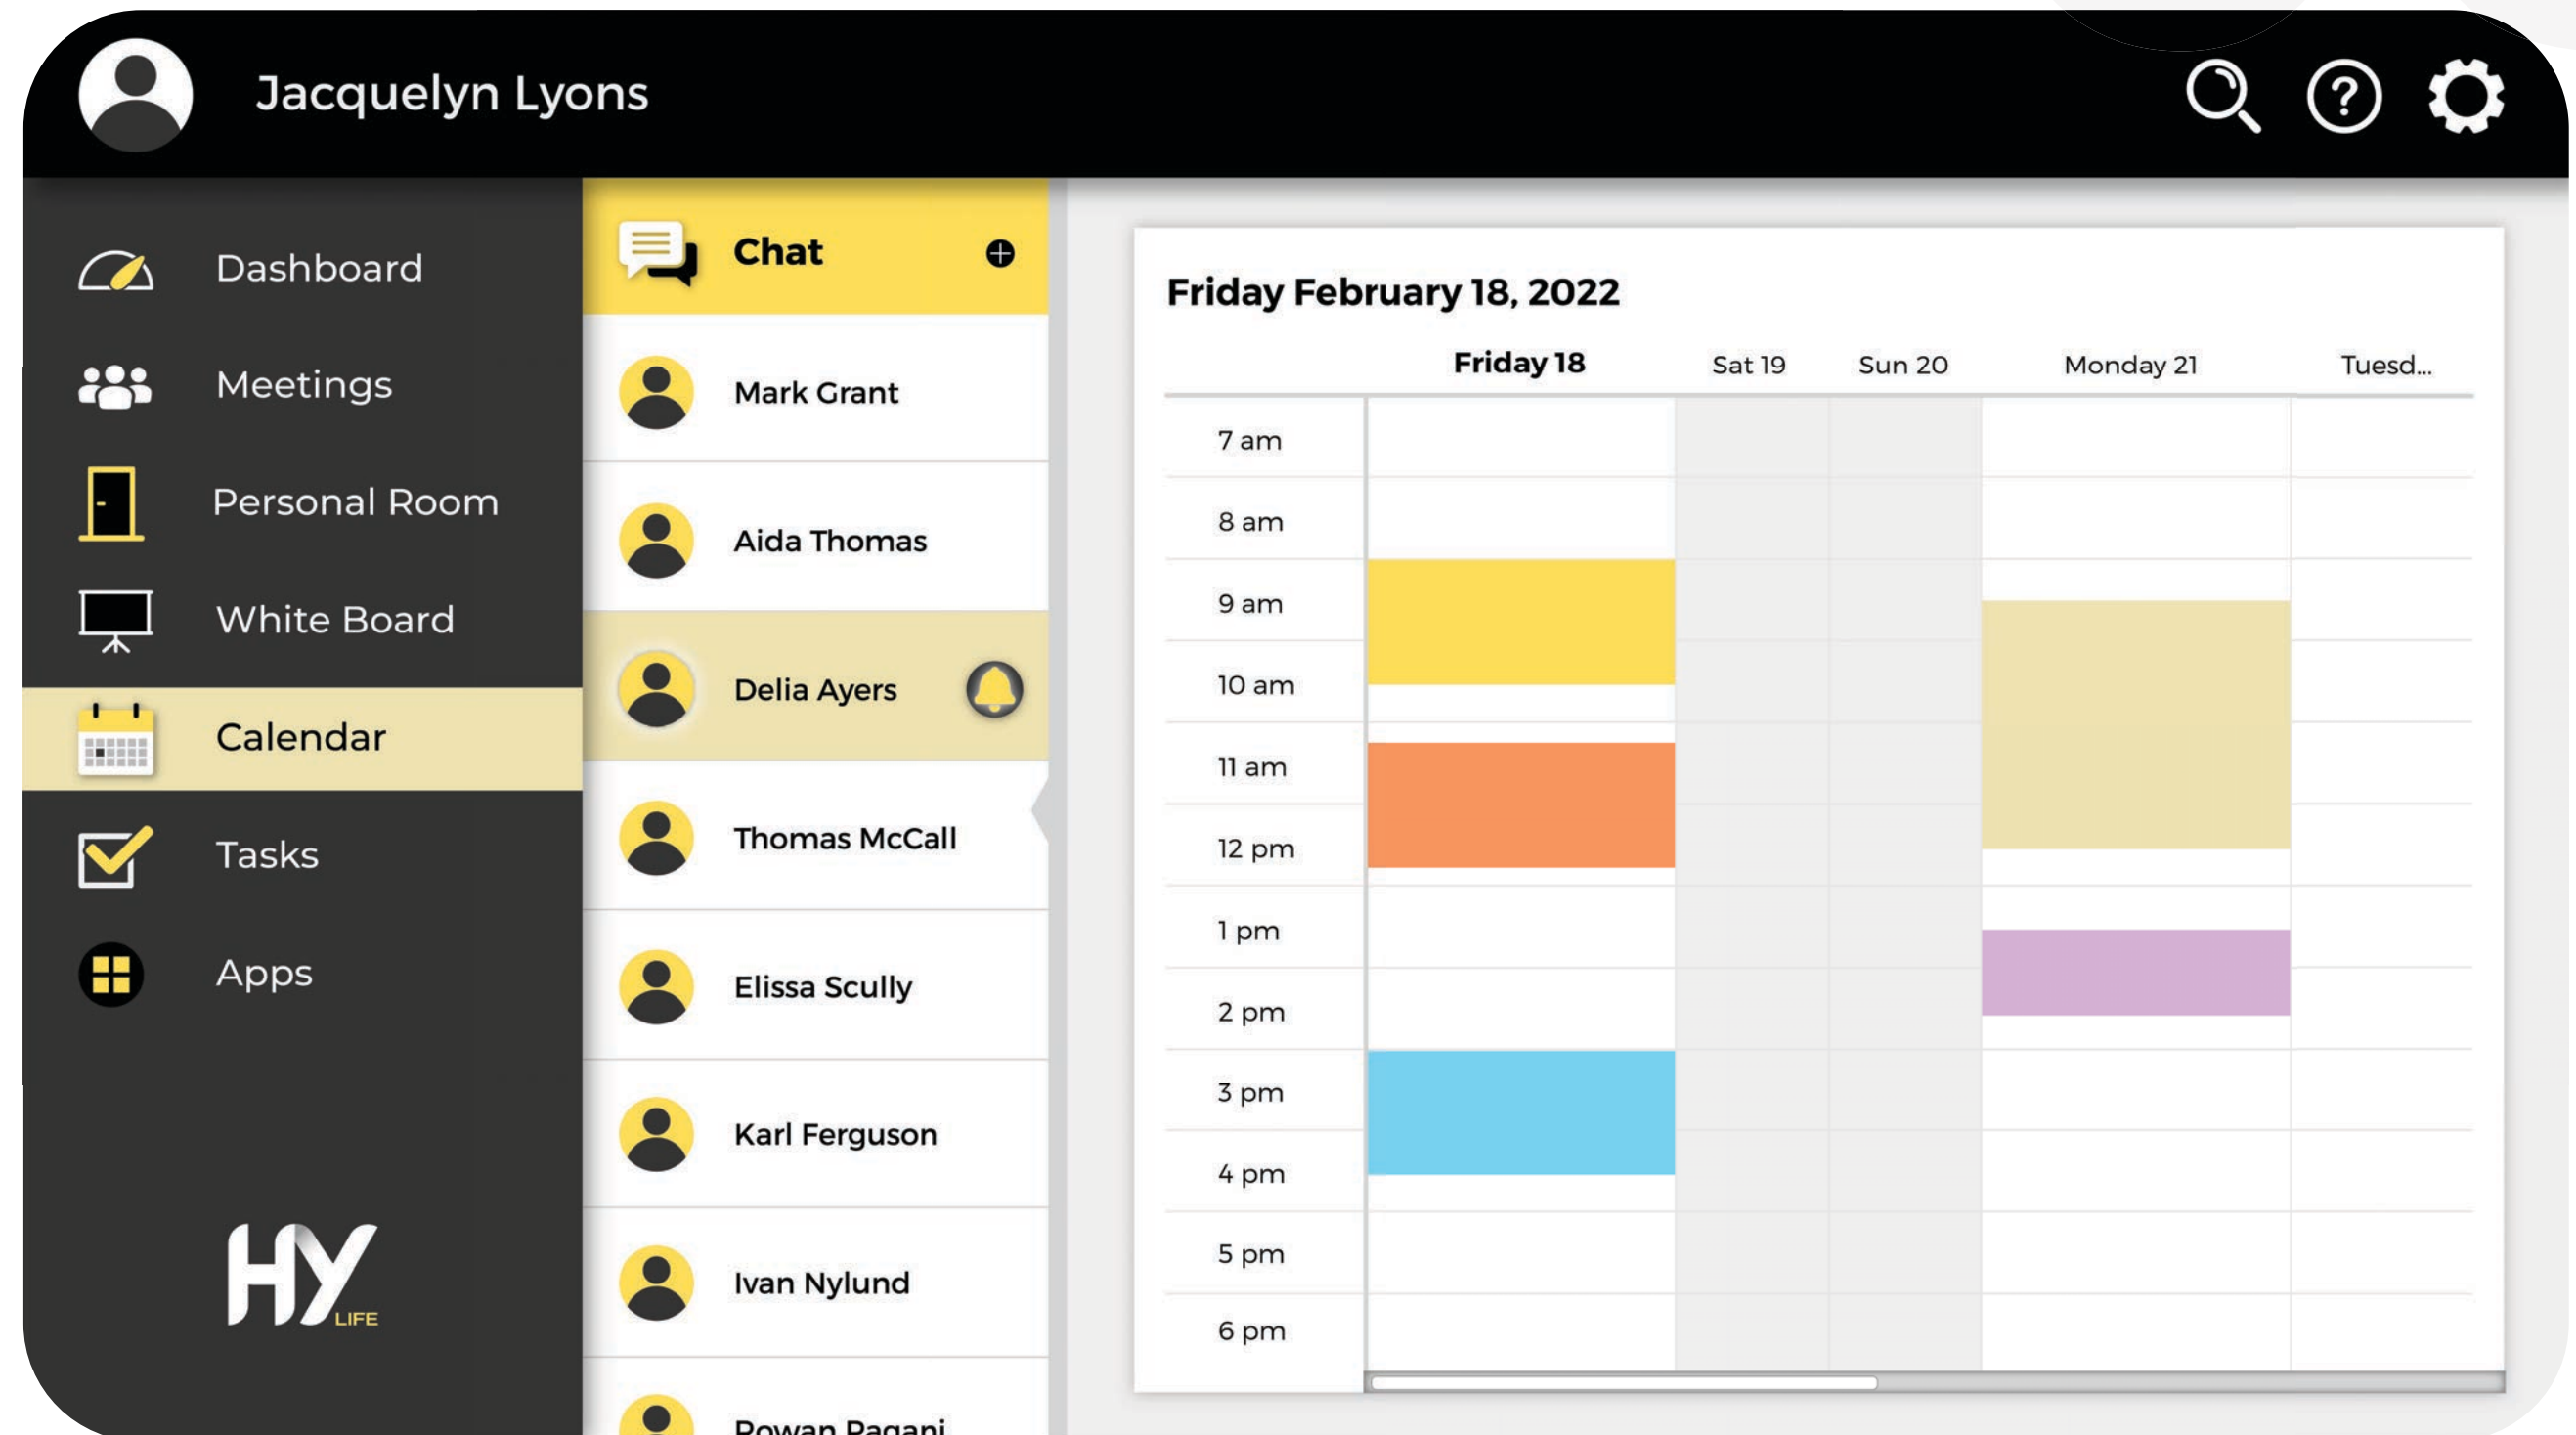 Jacquelyn Lyons
Dashboard
Meetings
Personal Room
White Board
Calendar
Tasks
Apps
HY
LIFE
Chat
Mark Grant
Aida Thomas
Delia Ayers
Thomas McCall
Elissa Scully
Karl Ferguson
Ivan Nylund
Rowan Pagani
Friday February 18, 2022
Friday 18 Sat 19 Sun 20 Monday 21 Tuesd...
7 am
8 am
9 am
10 am
11 am
12 pm
1 pm
2 pm
3 pm
4 pm
5 pm
6 pm